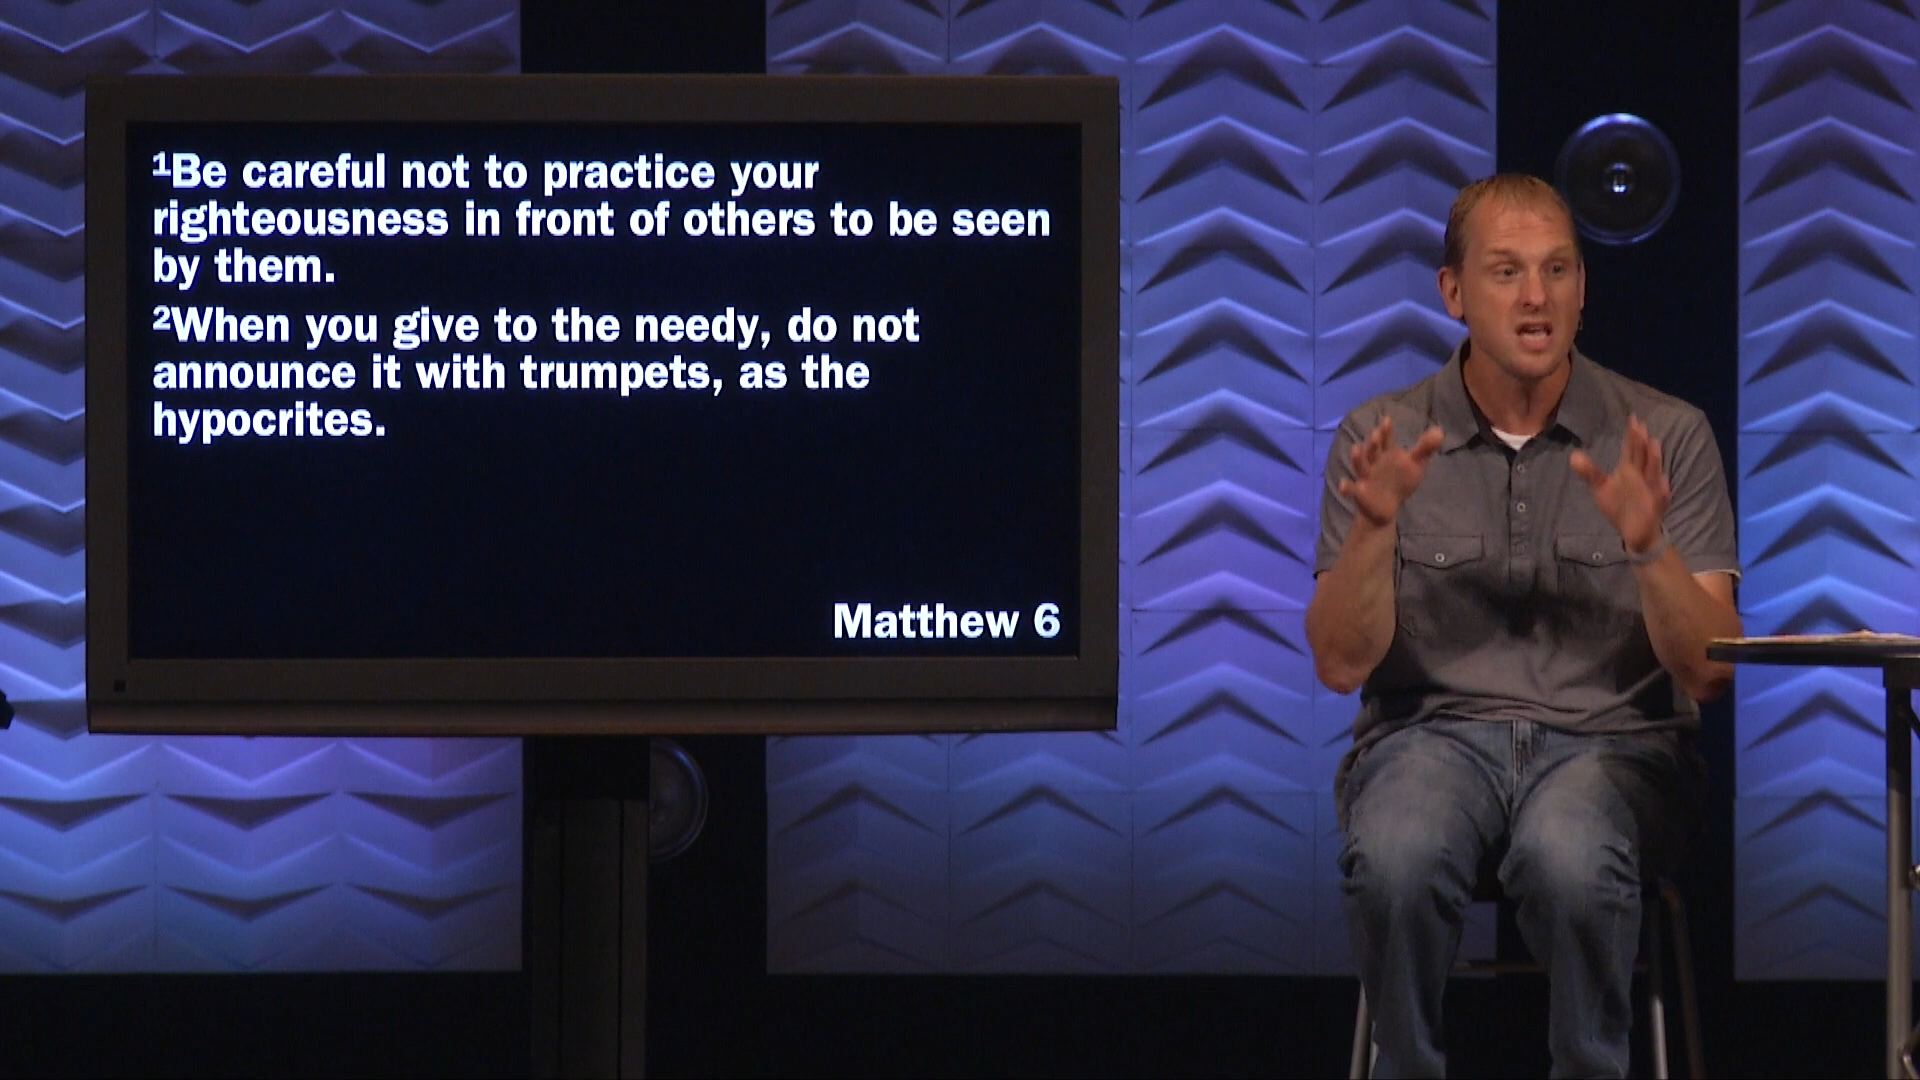 ¹Be careful not to practice your
righteousness in front of others to be seen
by them.
²When you give to the needy, do not
announce it with trumpets, as the
hypocrites.
Matthew 6